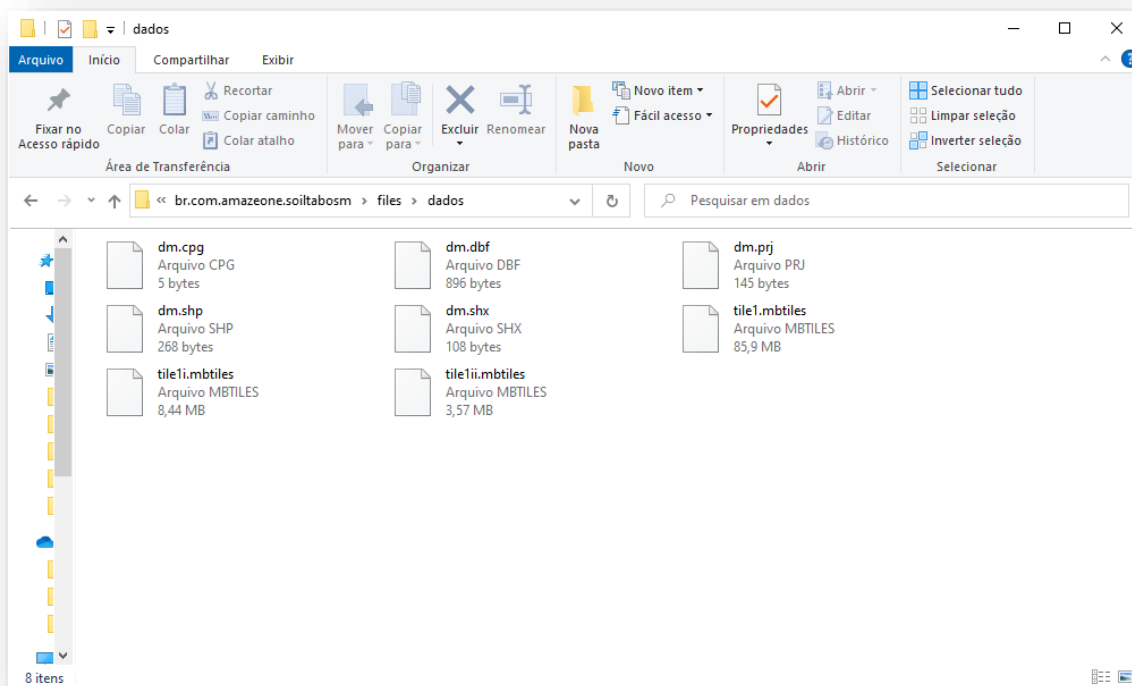 dados
Arquivo Início Compartilhar Exibir
Fixar no Acesso rápido
Copiar
Colar
Recortar
Copiar caminho
Colar atalho
Área de Transferência
Mover para
Copiar para
Excluir
Renomear
Organizar
Nova pasta
Novo item
Fácil acesso
Novo
Propriedades
Abrir
Editar
Histórico
Abrir
Selecionar tudo
Limpar seleção
Inverter seleção
Selecionar
« br.com.amazeone.soiltabosm › files › dados
Pesquisar em dados
dm.cpg
Arquivo CPG
5 bytes
dm.dbf
Arquivo DBF
896 bytes
dm.prj
Arquivo PRJ
145 bytes
dm.shp
Arquivo SHP
268 bytes
dm.shx
Arquivo SHX
108 bytes
tile1.mbtiles
Arquivo MBTILES
85,9 MB
tile1i.mbtiles
Arquivo MBTILES
8,44 MB
tile1ii.mbtiles
Arquivo MBTILES
3,57 MB
8 itens